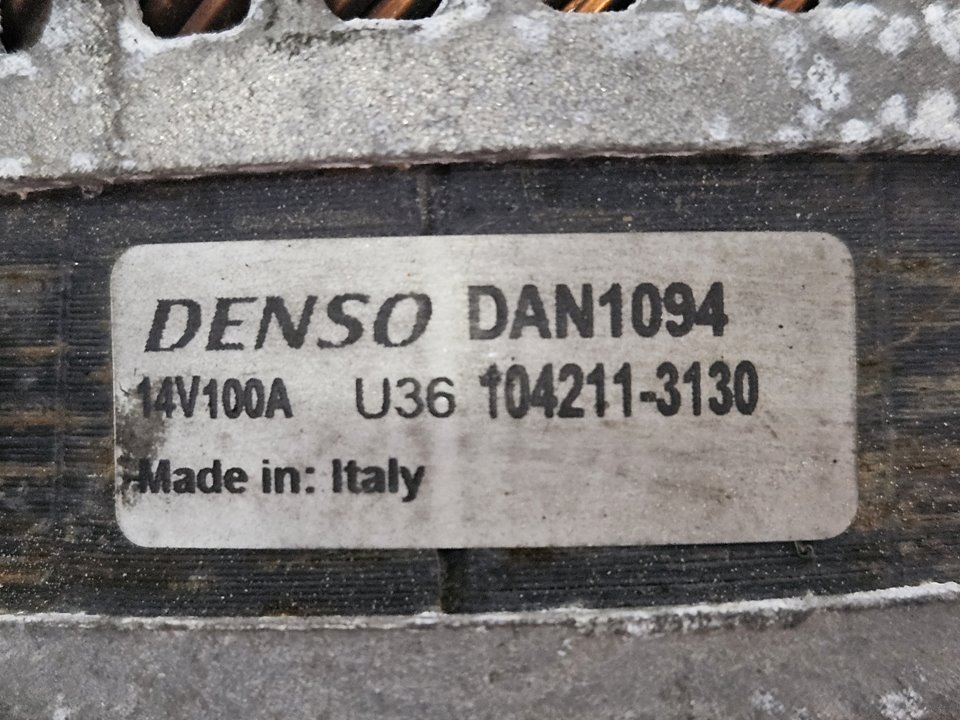 DENSO DAN1094
14V100A U36 104211-3130
Made in: Italy